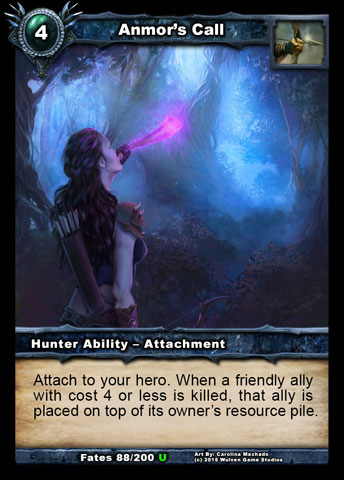 4
Anmor's Call
Hunter Ability – Attachment
Attach to your hero. When a friendly ally
with cost 4 or less is killed, that ally is
placed on top of its owner's resource pile.
Fates 88/200 U
Art By: Carolina Machado
(c) 2015 Wulven Game Studios